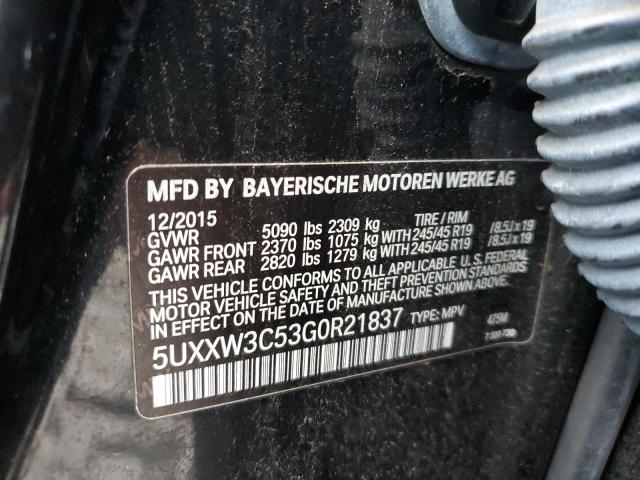 MFD BY BAYERISCHE MOTOREN WERKE AG
12/2015 TIRE / RIM
GVWR 5090 lbs 2309 kg
GAWR FRONT 2370 lbs 1075 kg WITH 245/45 R19 /8.5J x 19
GAWR REAR 2820 lbs 1279 kg WITH 245/45 R19 /8.5J x 19
THIS VEHICLE CONFORMS TO ALL APPLICABLE U.S. FEDERAL
MOTOR VEHICLE SAFETY AND THEFT PREVENTION STANDARDS
IN EFFECT ON THE DATE OF MANUFACTURE SHOWN ABOVE.
5UXXW3C53G0R21837 TYPE: MPV 475M